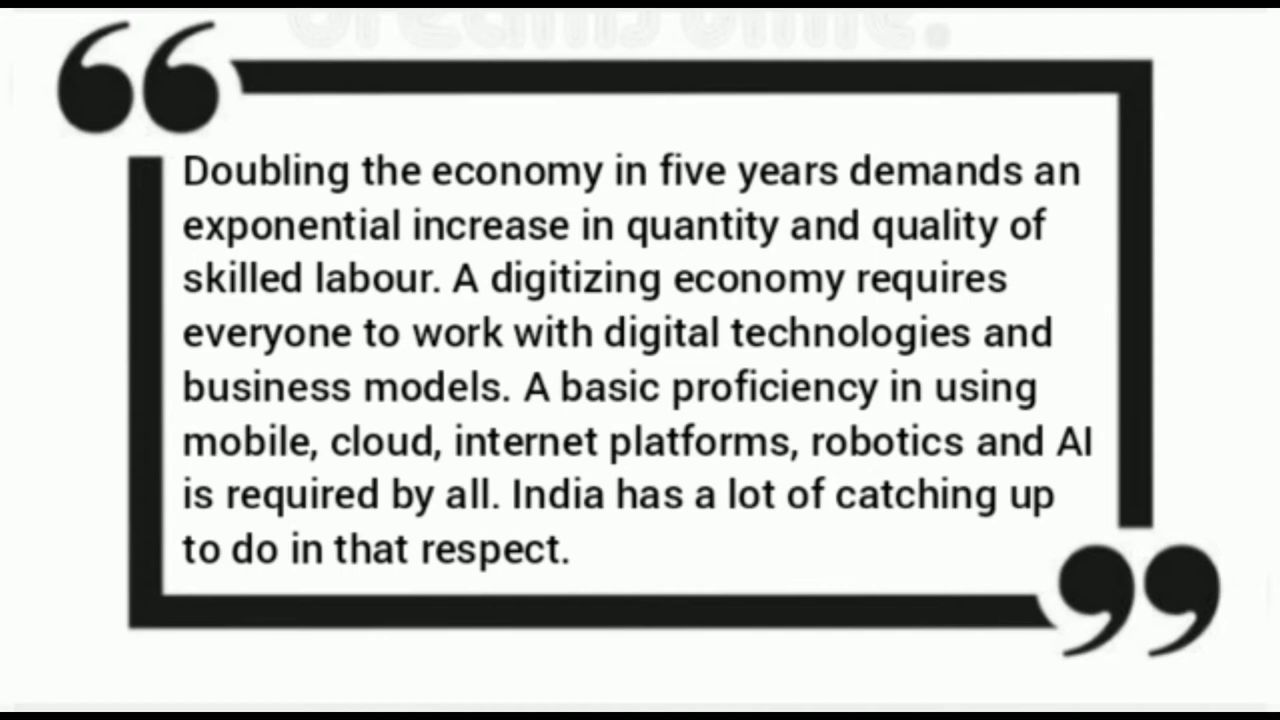 Doubling the economy in five years demands an
exponential increase in quantity and quality of
skilled labour. A digitizing economy requires
everyone to work with digital technologies and
business models. A basic proficiency in using
mobile, cloud, internet platforms, robotics and AI
is required by all. India has a lot of catching up
to do in that respect.